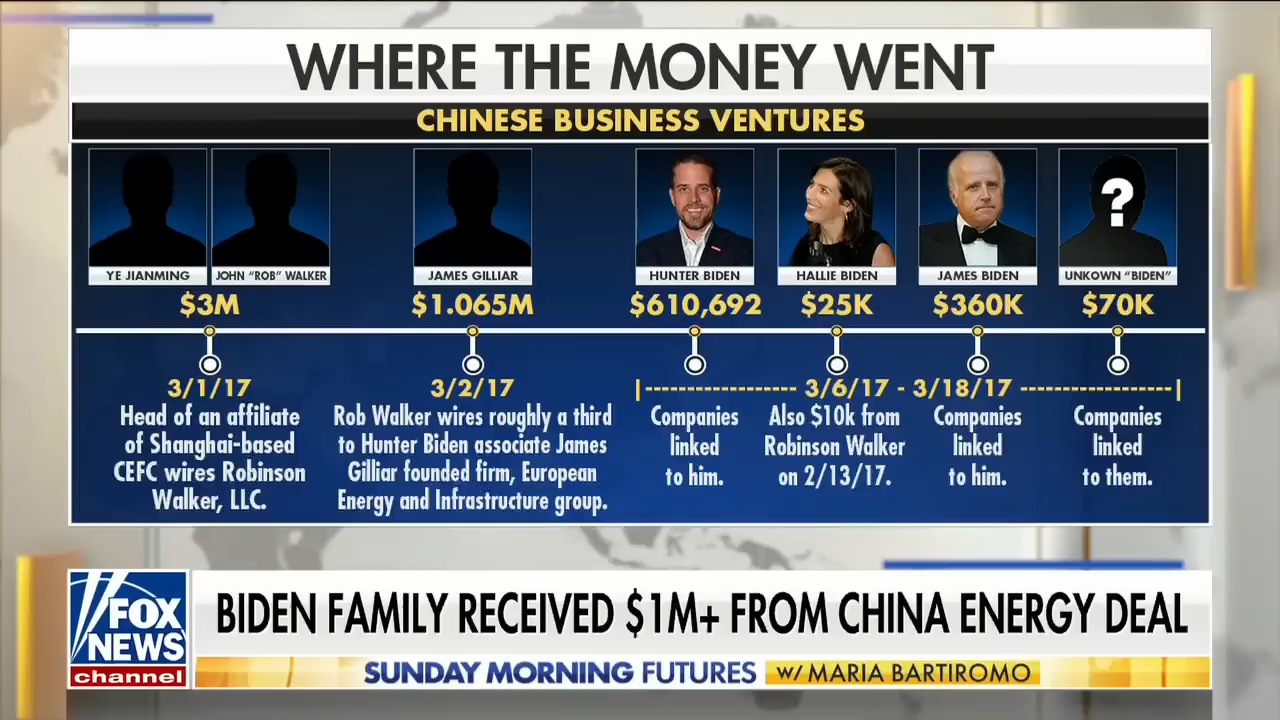 WHERE THE MONEY WENT
CHINESE BUSINESS VENTURES
YE JIANMING
JOHN "ROB" WALKER
JAMES GILLIAR
HUNTER BIDEN
HALLIE BIDEN
JAMES BIDEN
?
UNKOWN "BIDEN"
$3M
$1.065M
$610,692
$25K
$360K
$70K
3/1/17
Head of an affiliate
of Shanghai-based
CEFC wires Robinson
Walker, LLC.
3/2/17
Rob Walker wires roughly a third
to Hunter Biden associate James
Gilliar founded firm, European
Energy and Infrastructure group.
|----------------- 3/6/17 - 3/18/17 -----------------|
Companies
linked
to him.
Also $10k from
Robinson Walker
on 2/13/17.
Companies
linked
to him.
Companies
linked
to them.
FOX
NEWS
channel
BIDEN FAMILY RECEIVED $1M+ FROM CHINA ENERGY DEAL
SUNDAY MORNING FUTURES w/ MARIA BARTIROMO